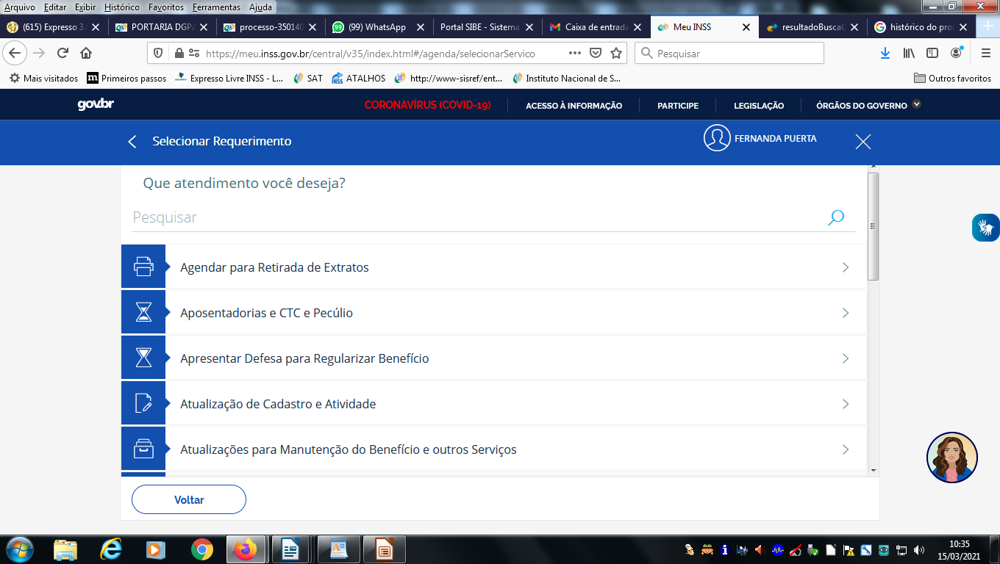 Arquivo Editar Exibir Histórico Favoritos Ferramentas Ajuda
(615) Expresso 3. PORTARIA DGPA processo-350140 (99) WhatsApp Portal SIBE - Sistema Caixa de entrada Meu INSS resultadoBusca histórico do pro
https://meu.inss.gov.br/central/v35/index.html#/agenda/selecionarServico Pesquisar
Mais visitados Primeiros passos Expresso Livre INSS - L... SAT ATALHOS http://www-sisref/ent... Instituto Nacional de S... Outros favoritos
gov.br CORONAVÍRUS (COVID-19) ACESSO À INFORMAÇÃO PARTICIPE LEGISLAÇÃO ÓRGÃOS DO GOVERNO
Selecionar Requerimento FERNANDA PUERTA
Que atendimento você deseja?
Pesquisar
Agendar para Retirada de Extratos
Aposentadorias e CTC e Pecúlio
Apresentar Defesa para Regularizar Benefício
Atualização de Cadastro e Atividade
Atualizações para Manutenção do Benefício e outros Serviços
Voltar
10:35
15/03/2021